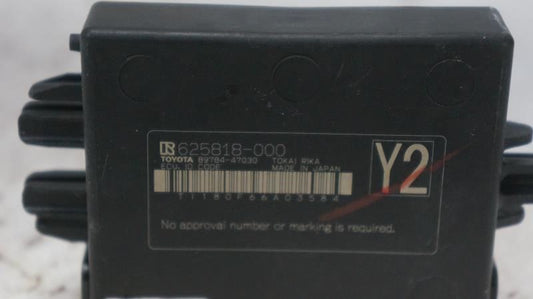 625818-000
TOYOTA 89784-47030 TOKAI RIKA
ECU, ID CODE MADE IN JAPAN
Y2
T1180F66A03584
No approval number or marking is required.